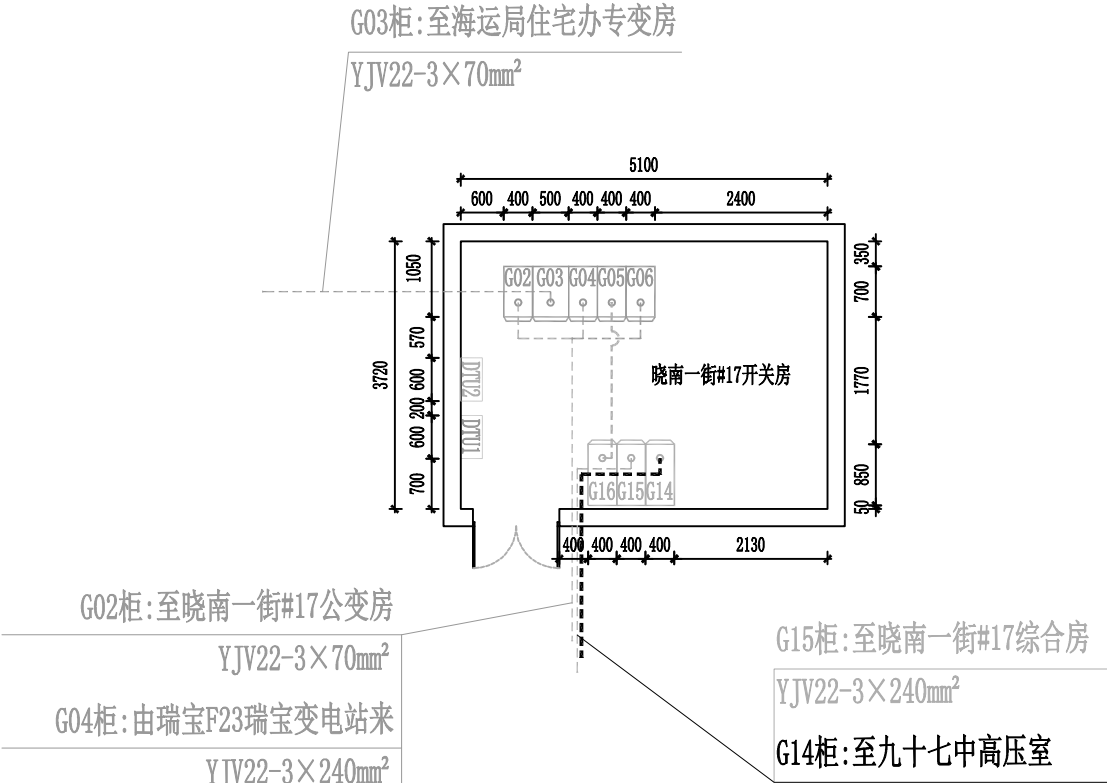 G03柜:至海运局住宅办专变房
YJV22-3×70mm²
5100
600 400 500 400 400 400 2400
3720
1050
570
600
200
600
700
350
700
1770
850
50
G02 G03 G04 G05 G06
DTU2
DTU1
晓南一街#17开关房
G16 G15 G14
400 400 400 400 2130
G02柜:至晓南一街#17公变房
YJV22-3×70mm²
G04柜:由瑞宝F23瑞宝变电站来
YJV22-3×240mm²
G15柜:至晓南一街#17综合房
YJV22-3×240mm²
G14柜:至九十七中高压室